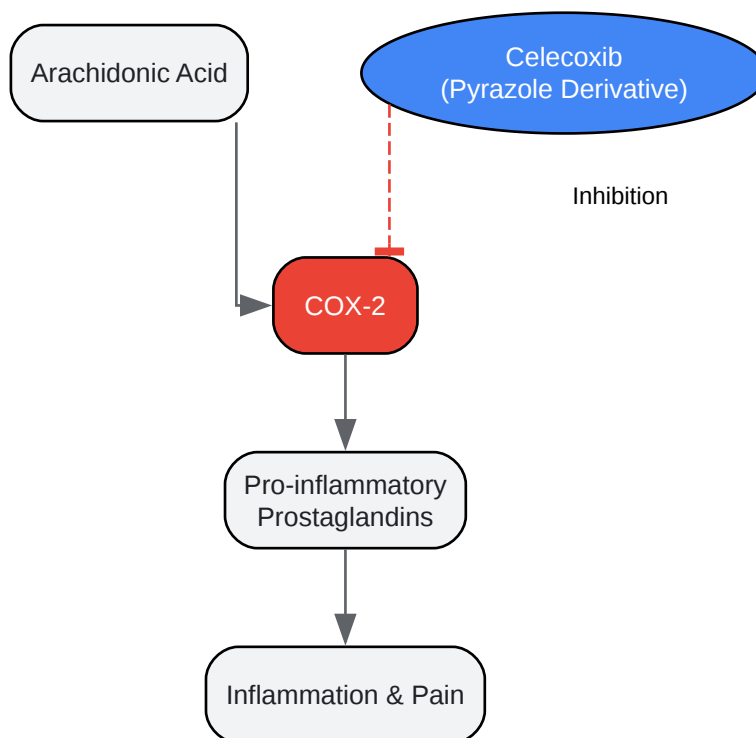 Arachidonic Acid
Celecoxib
(Pyrazole Derivative)
Inhibition
COX-2
Pro-inflammatory
Prostaglandins
Inflammation & Pain